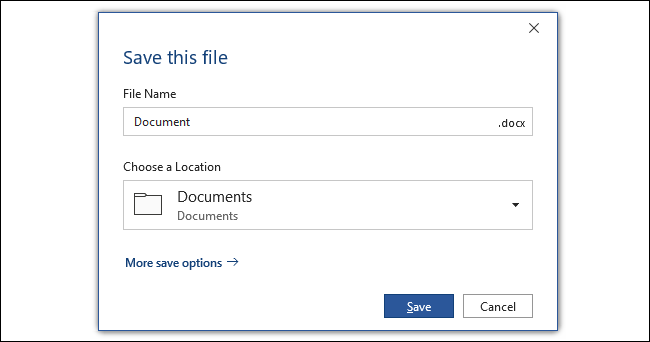 Save this file
File Name
Document .docx
Choose a Location
Documents
Documents
More save options
Save Cancel